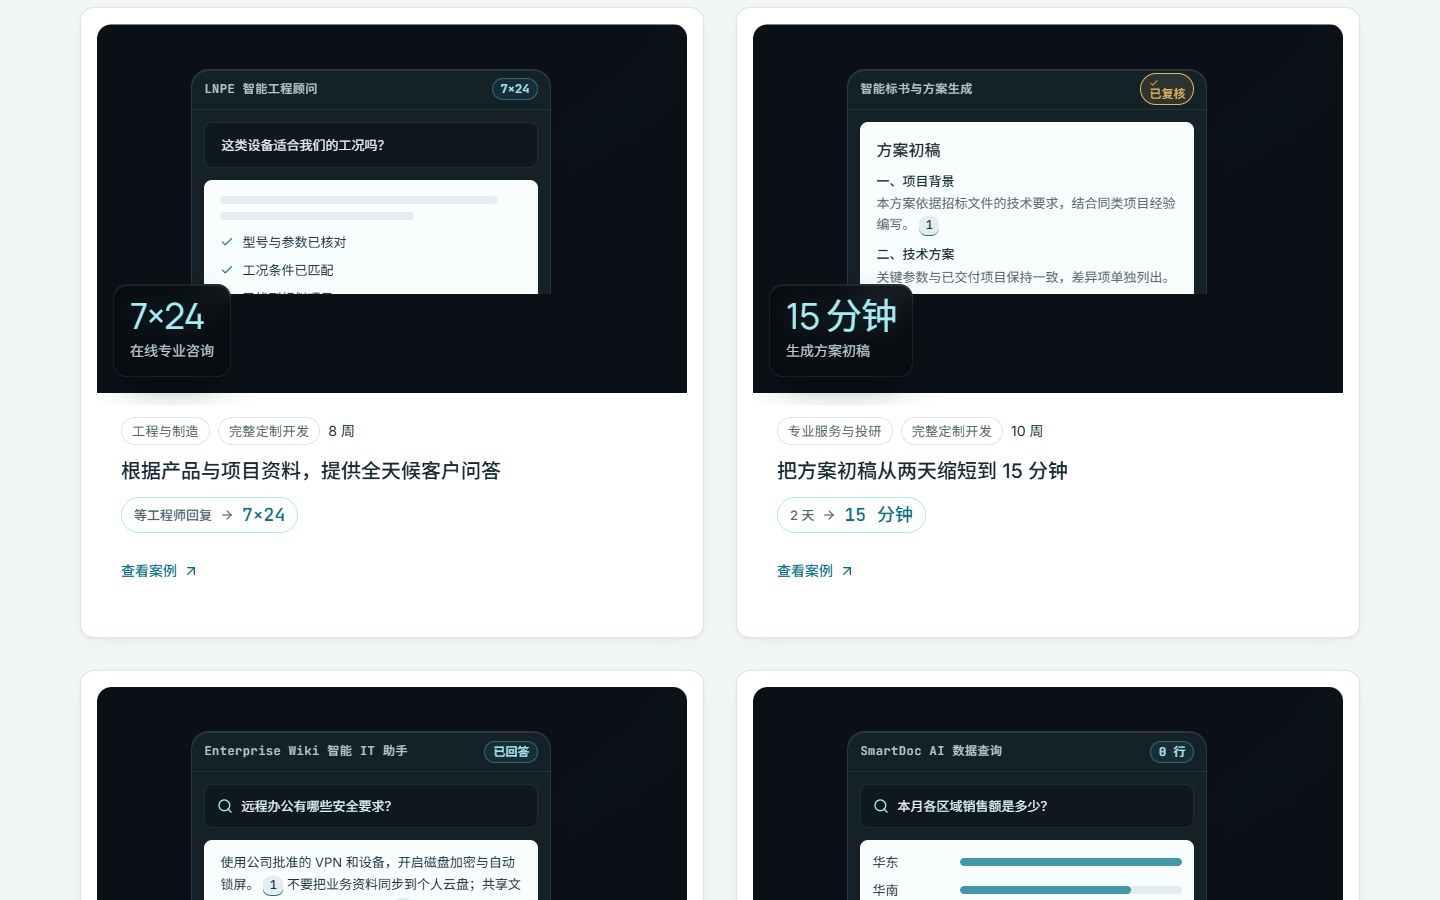 LNPE 智能工程顾问
7×24
这类设备适合我们的工况吗？
型号与参数已核对
工况条件已匹配
7×24
在线专业咨询
工程与制造
完整定制开发
8 周
根据产品与项目资料，提供全天候客户问答
等工程师回复 → 7×24
查看案例
智能标书与方案生成
已复核
方案初稿
一、项目背景
本方案依据招标文件的技术要求，结合同类项目经验
编写。 1
二、技术方案
关键参数与已交付项目保持一致，差异项单独列出。
15 分钟
生成方案初稿
专业服务与投研
完整定制开发
10 周
把方案初稿从两天缩短到 15 分钟
2 天 → 15 分钟
查看案例
Enterprise Wiki 智能 IT 助手
已回答
远程办公有哪些安全要求？
使用公司批准的 VPN 和设备，开启磁盘加密与自动
锁屏。 1 不要把业务资料同步到个人云盘；共享文
SmartDoc AI 数据查询
0 行
本月各区域销售额是多少？
华东
华南